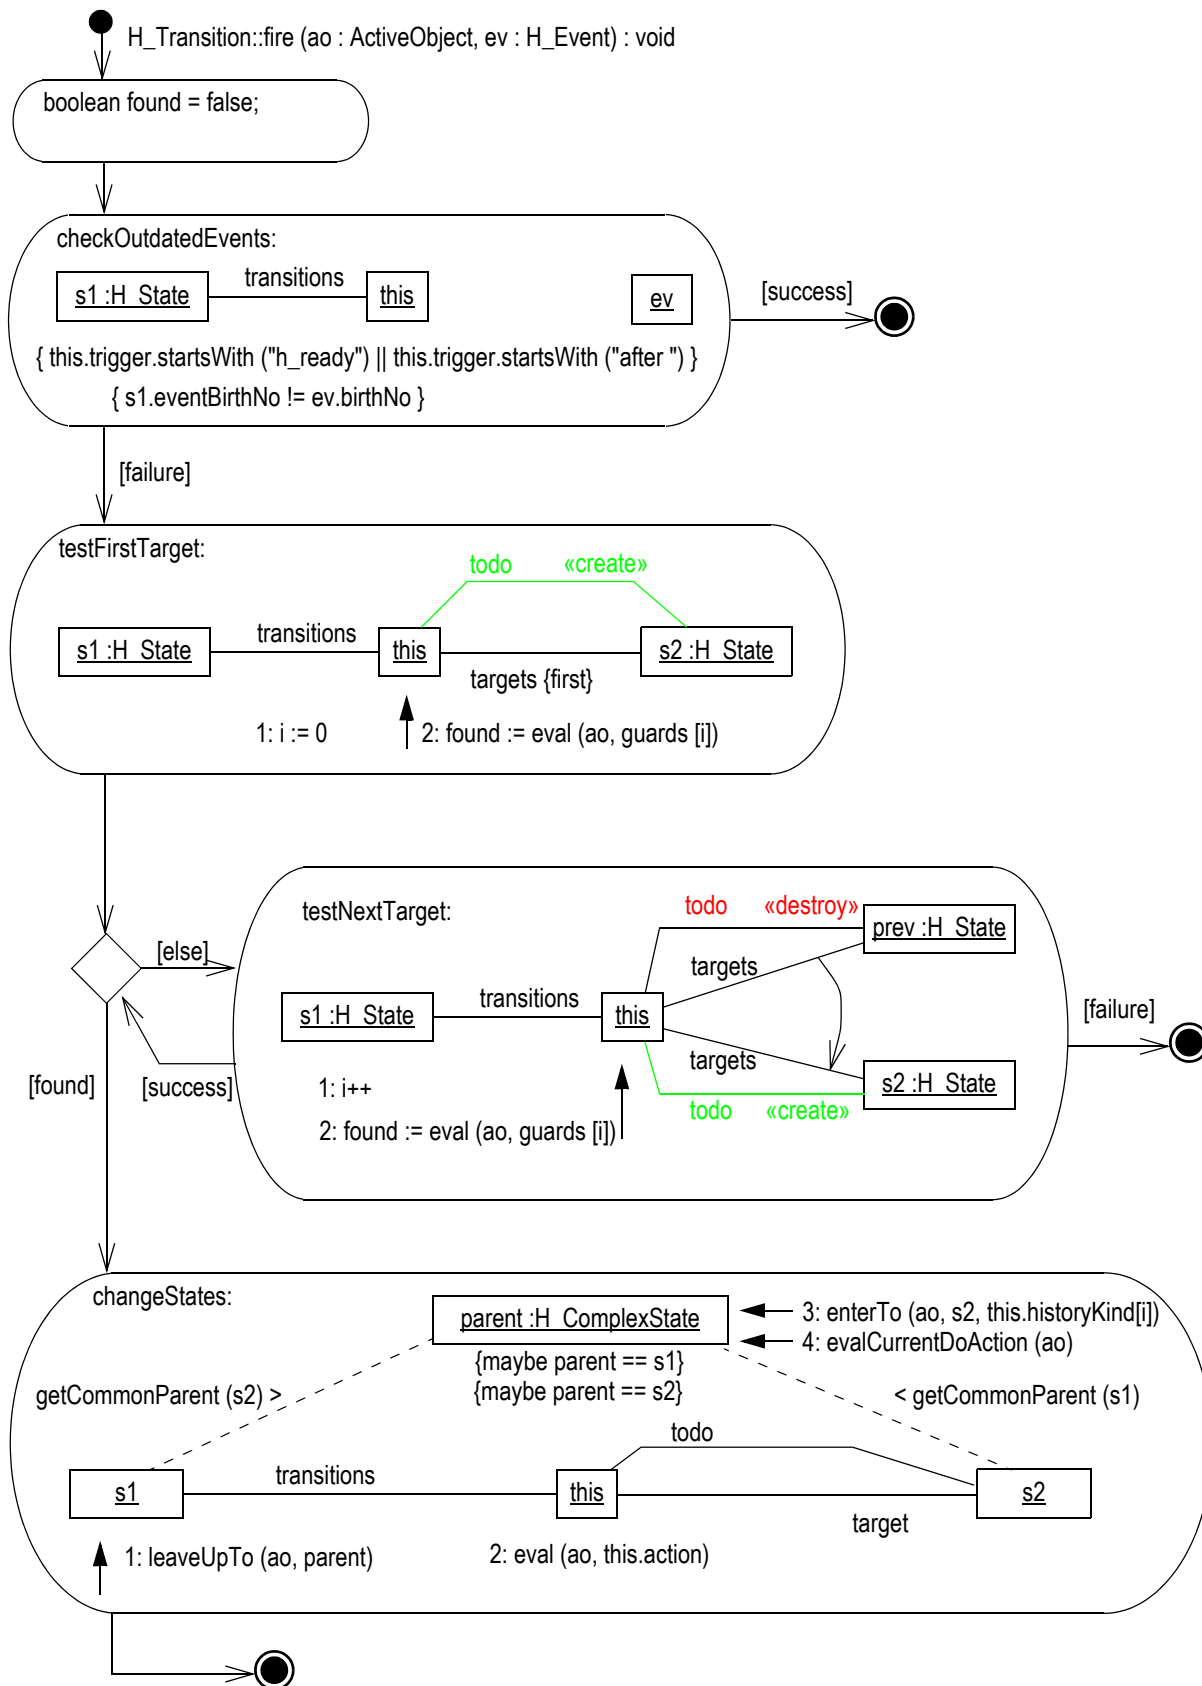 H_Transition::fire (ao : ActiveObject, ev : H_Event) : void
boolean found = false;
checkOutdatedEvents:
s1 :H_State
transitions
this
ev
[success]
{ this.trigger.startsWith ("h_ready") || this.trigger.startsWith ("after ") }
{ s1.eventBirthNo != ev.birthNo }
[failure]
testFirstTarget:
todo «create»
s1 :H_State
transitions
this
s2 :H_State
targets {first}
1: i := 0
2: found := eval (ao, guards [i])
[else]
testNextTarget:
todo «destroy»
prev :H_State
targets
s1 :H_State
transitions
this
[failure]
targets
s2 :H_State
todo «create»
[found]
[success]
1: i++
2: found := eval (ao, guards [i])
changeStates:
parent :H_ComplexState
3: enterTo (ao, s2, this.historyKind[i])
4: evalCurrentDoAction (ao)
{maybe parent == s1}
{maybe parent == s2}
getCommonParent (s2) >
< getCommonParent (s1)
todo
s1
transitions
this
s2
target
1: leaveUpTo (ao, parent)
2: eval (ao, this.action)